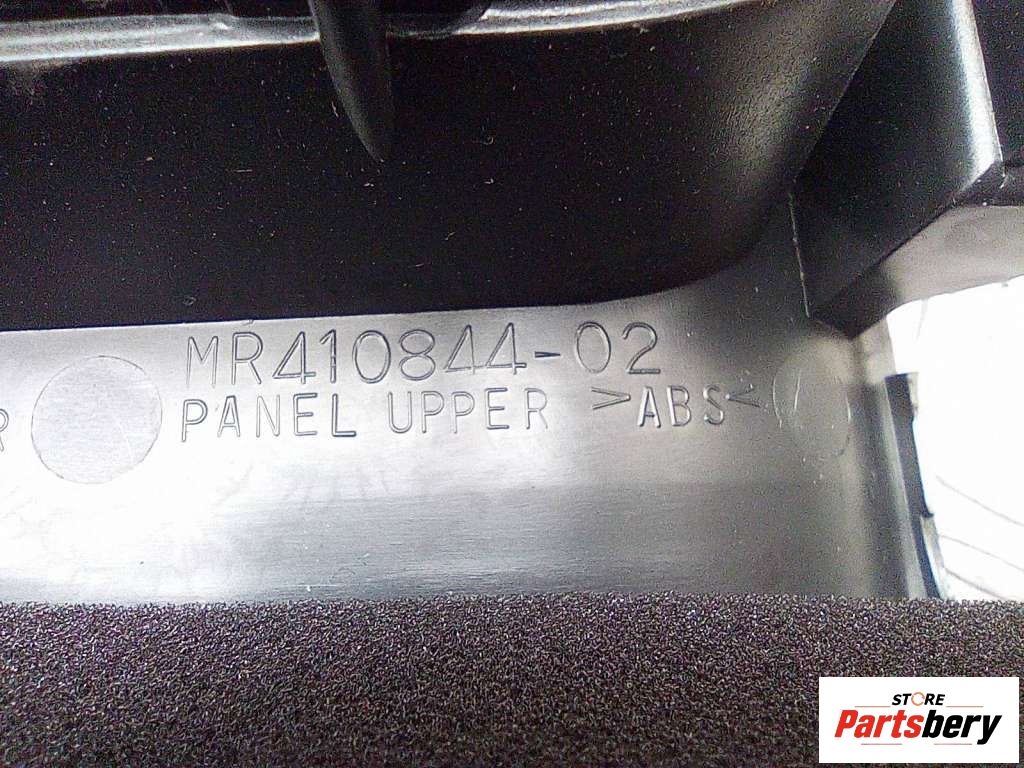 MR410844-02
PANEL UPPER >ABS<
STORE
Partsbery